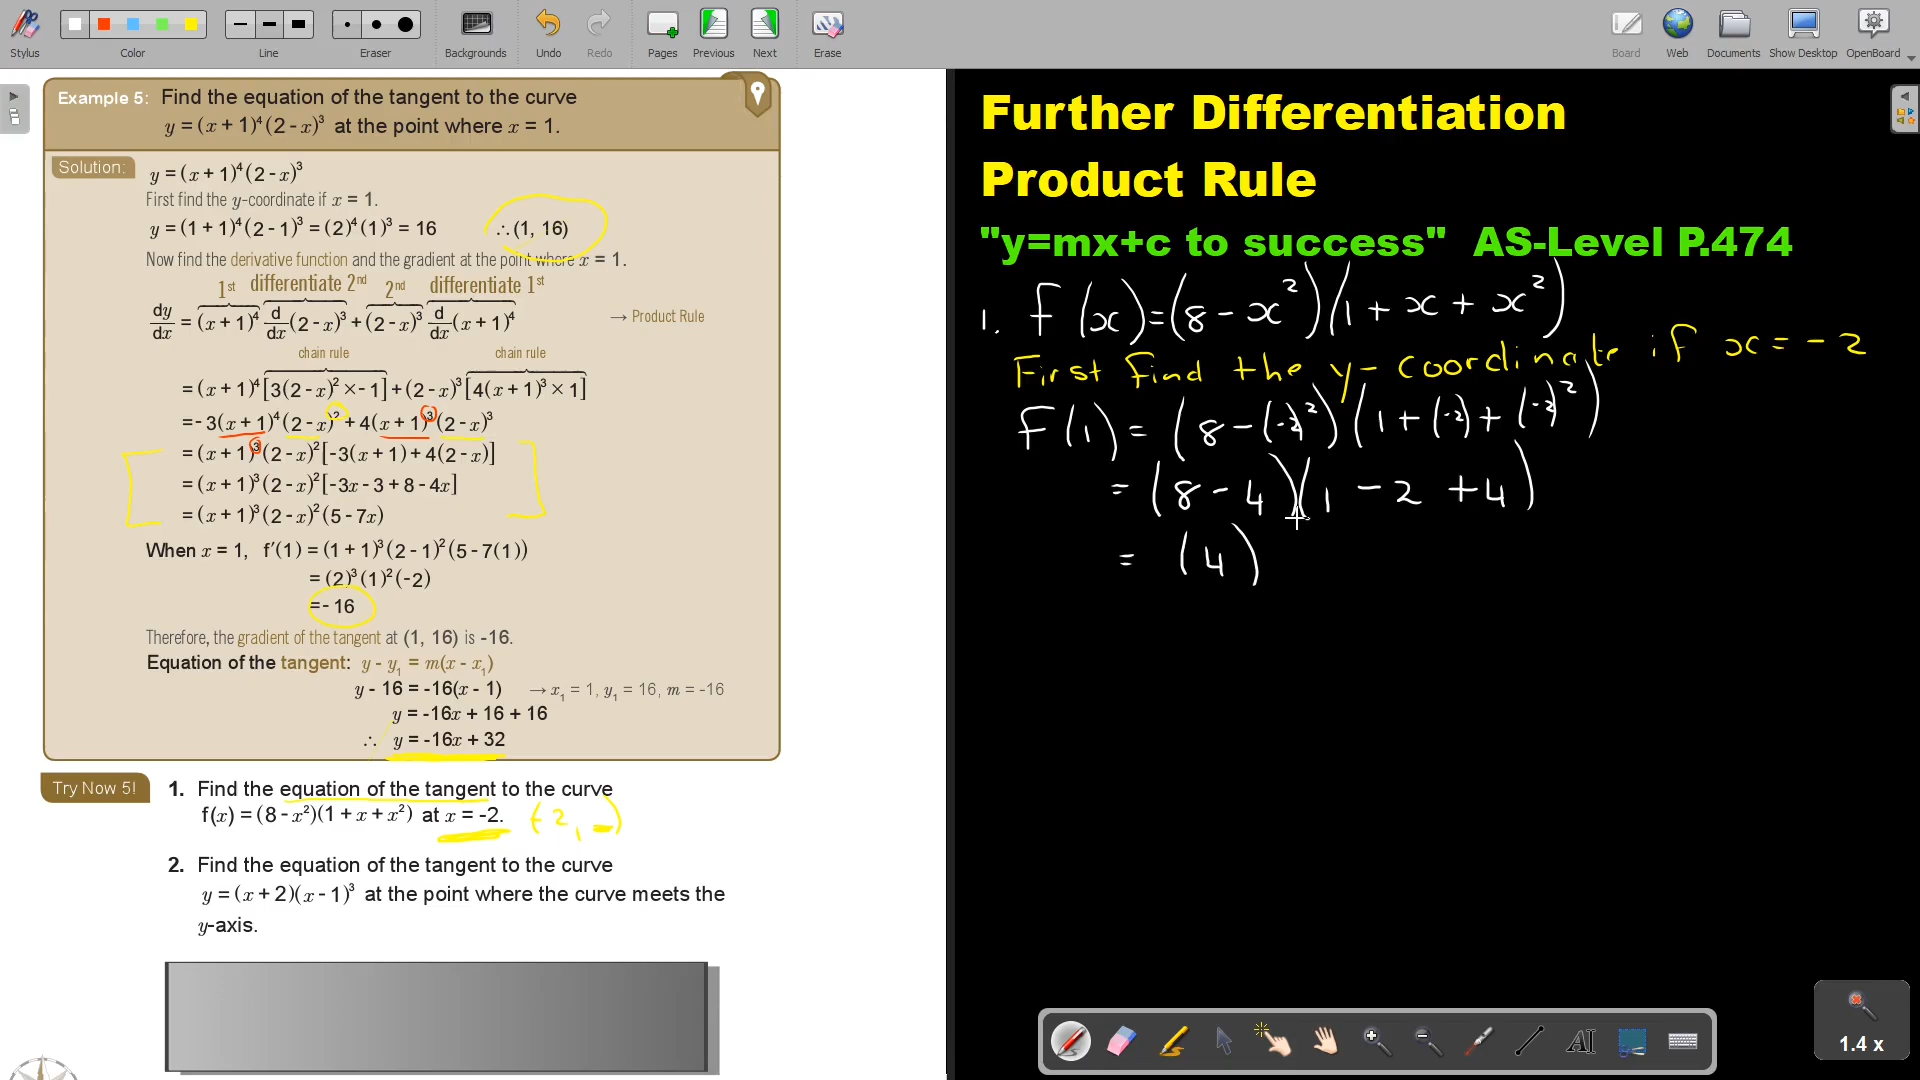 Stylus
Color
Line
Eraser
Backgrounds
Undo
Redo
Pages
Previous
Next
Erase
Board
Web
Documents
Show Desktop
OpenBoard
Example 5: Find the equation of the tangent to the curve
y = (x + 1)⁴(2 - x)³ at the point where x = 1.
Solution:
y = (x + 1)⁴(2 - x)³
First find the y-coordinate if x = 1.
y = (1 + 1)⁴(2 - 1)³ = (2)⁴(1)³ = 16 ∴ (1, 16)
Now find the derivative function and the gradient at the point where x = 1.
1st differentiate 2nd 2nd differentiate 1st
dy/dx = (x + 1)⁴ d/dx (2 - x)³ + (2 - x)³ d/dx (x + 1)⁴ → Product Rule
chain rule chain rule
= (x + 1)⁴[3(2 - x)² × -1] + (2 - x)³[4(x + 1)³ × 1]
= - 3(x + 1)⁴(2 - x)² + 4(x + 1)³(2 - x)³
= (x + 1)³(2 - x)²[-3(x + 1) + 4(2 - x)]
= (x + 1)³(2 - x)²[-3x - 3 + 8 - 4x]
= (x + 1)³(2 - x)²(5 - 7x)
When x = 1, f′(1) = (1 + 1)³(2 - 1)²(5 - 7(1))
= (2)³(1)²(-2)
= - 16
Therefore, the gradient of the tangent at (1, 16) is -16.
Equation of the tangent: y - y₁ = m(x - x₁)
y - 16 = -16(x - 1) → x₁ = 1, y₁ = 16, m = -16
y = -16x + 16 + 16
∴ y = -16x + 32
Try Now 5!
1. Find the equation of the tangent to the curve
f(x) = (8 - x²)(1 + x + x²) at x = -2. (-2, _)
2. Find the equation of the tangent to the curve
y = (x + 2)(x - 1)³ at the point where the curve meets the
y-axis.
Further Differentiation
Product Rule
"y=mx+c to success" AS-Level P.474
1. f(x) = (8 - x²)(1 + x + x²)
First find the y-coordinate if x = -2
f(1) = (8 - (-2)²)(1 + (-2) + (-2)²)
= (8 - 4)(1 - 2 + 4)
= (4)
AI
1.4 x